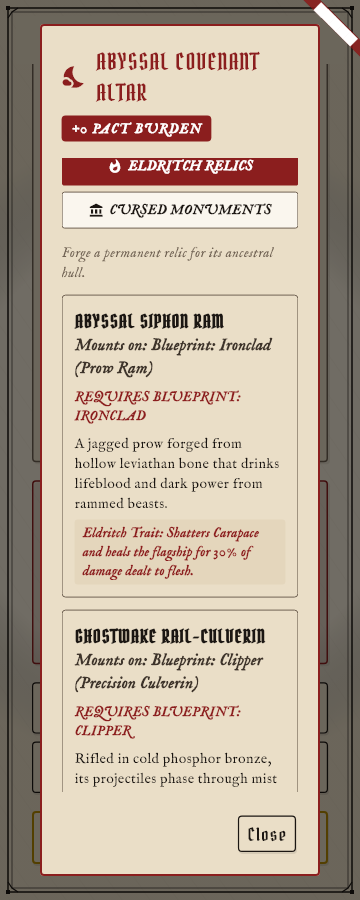 ABYSSAL COVENANT
ALTAR
+0 PACT BURDEN
ELDRITCH RELICS
CURSED MONUMENTS
Forge a permanent relic for its ancestral
hull.
ABYSSAL SIPHON RAM
Mounts on: Blueprint: Ironclad
(Prow Ram)
REQUIRES BLUEPRINT:
IRONCLAD
A jagged prow forged from
hollow leviathan bone that drinks
lifeblood and dark power from
rammed beasts.
Eldritch Trait: Shatters Carapace
and heals the flagship for 30% of
damage dealt to flesh.
GHOSTWAKE RAIL-CULVERIN
Mounts on: Blueprint: Clipper
(Precision Culverin)
REQUIRES BLUEPRINT:
CLIPPER
Rifled in cold phosphor bronze,
its projectiles phase through mist
Close